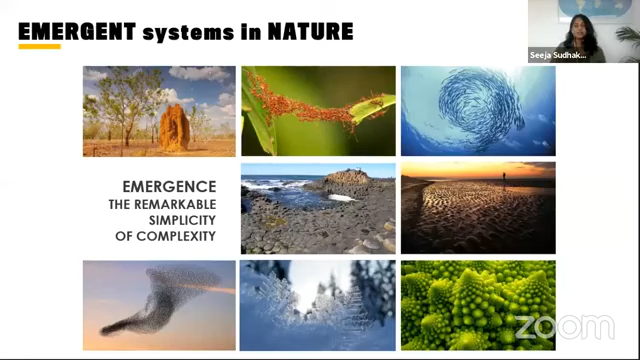 EMERGENT systems in NATURE
Seeja Sudhak...
EMERGENCE
THE REMARKABLE
SIMPLICITY
OF COMPLEXITY
zoom